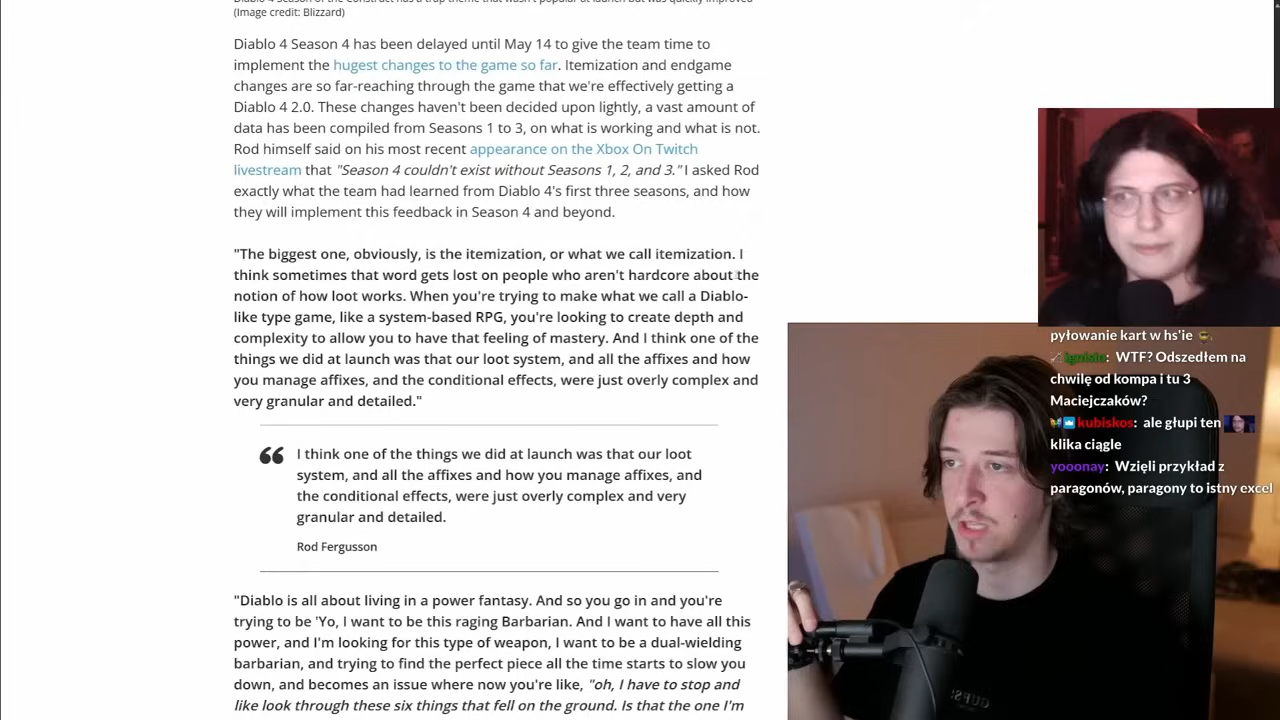 (Image credit: Blizzard)
Diablo 4 Season 4 has been delayed until May 14 to give the team time to
implement the hugest changes to the game so far. Itemization and endgame
changes are so far-reaching through the game that we're effectively getting a
Diablo 4 2.0. These changes haven't been decided upon lightly, a vast amount of
data has been compiled from Seasons 1 to 3, on what is working and what is not.
Rod himself said on his most recent appearance on the Xbox On Twitch
livestream that "Season 4 couldn't exist without Seasons 1, 2, and 3." I asked Rod
exactly what the team had learned from Diablo 4's first three seasons, and how
they will implement this feedback in Season 4 and beyond.
"The biggest one, obviously, is the itemization, or what we call itemization. I
think sometimes that word gets lost on people who aren't hardcore about the
notion of how loot works. When you're trying to make what we call a Diablo-
like type game, like a system-based RPG, you're looking to create depth and
complexity to allow you to have that feeling of mastery. And I think one of the
things we did at launch was that our loot system, and all the affixes and how
you manage affixes, and the conditional effects, were just overly complex and
very granular and detailed."
I think one of the things we did at launch was that our loot
system, and all the affixes and how you manage affixes, and
the conditional effects, were just overly complex and very
granular and detailed.
Rod Fergusson
"Diablo is all about living in a power fantasy. And so you go in and you're
trying to be 'Yo, I want to be this raging Barbarian. And I want to have all this
power, and I'm looking for this type of weapon, I want to be a dual-wielding
barbarian, and trying to find the perfect piece all the time starts to slow you
down, and becomes an issue where now you're like, "oh, I have to stop and
like look through these six things that fell on the ground. Is that the one I'm
pyłowanie kart w hs'ie
WTF? Odszedłem na
chwilę od kompa i tu 3
Maciejczaków?
kubiskos: ale głupi ten
klika ciągle
yooonay: Wzięli przykład z
paragonów, paragony to istny excel